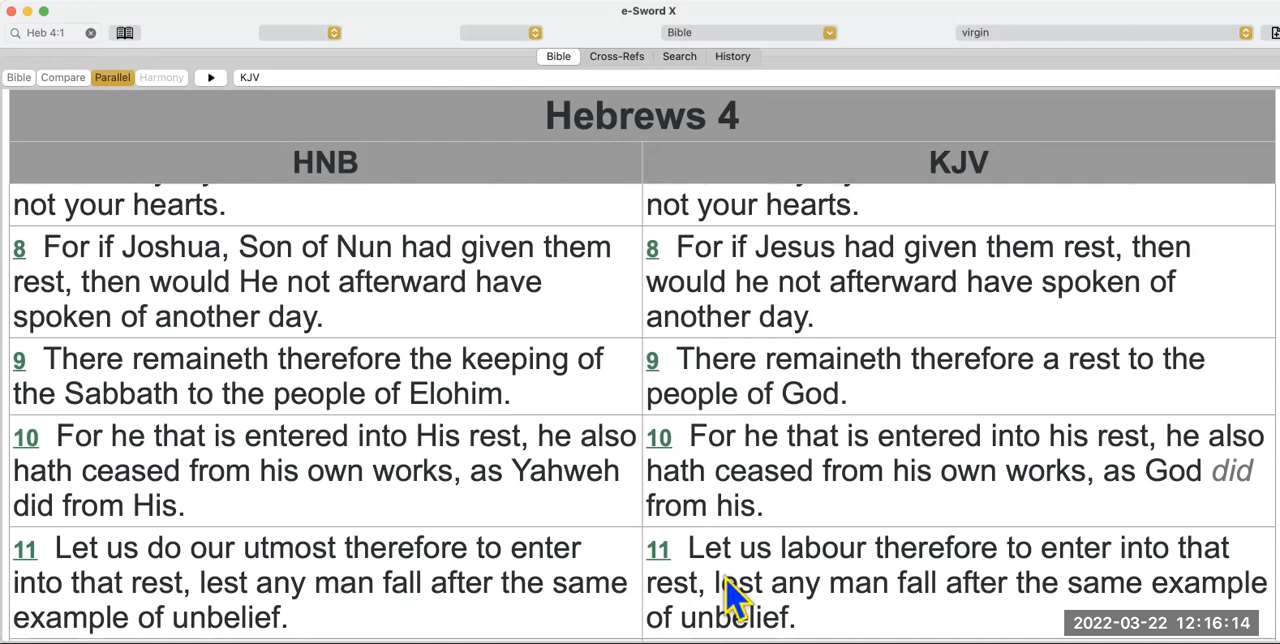 e-Sword X
Heb 4:1
Bible
virgin
Bible
Cross-Refs
Search
History
Bible
Compare
Parallel
Harmony
KJV
Hebrews 4
HNB
KJV
not your hearts.
8 For if Joshua, Son of Nun had given them
rest, then would He not afterward have
spoken of another day.
9 There remaineth therefore the keeping of
the Sabbath to the people of Elohim.
10 For he that is entered into His rest, he also
hath ceased from his own works, as Yahweh
did from His.
11 Let us do our utmost therefore to enter
into that rest, lest any man fall after the same
example of unbelief.
not your hearts.
8 For if Jesus had given them rest, then
would he not afterward have spoken of
another day.
9 There remaineth therefore a rest to the
people of God.
10 For he that is entered into his rest, he also
hath ceased from his own works, as God did
from his.
11 Let us labour therefore to enter into that
rest, lest any man fall after the same example
of unbelief.
2022-03-22 12:16:14